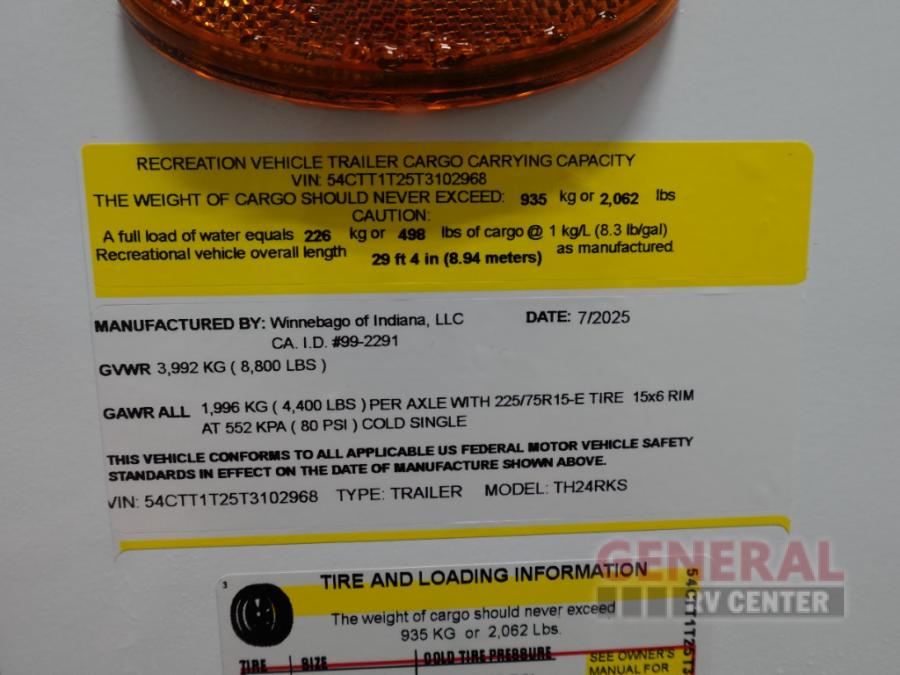 RECREATION VEHICLE TRAILER CARGO CARRYING CAPACITY
VIN: 54CTT1T25T3102968
THE WEIGHT OF CARGO SHOULD NEVER EXCEED: 935 kg or 2,062 lbs
CAUTION:
A full load of water equals 226 kg or 498 lbs of cargo @ 1 kg/L (8.3 lb/gal)
Recreational vehicle overall length 29 ft 4 in (8.94 meters) as manufactured
MANUFACTURED BY: Winnebago of Indiana, LLC DATE: 7/2025
CA. I.D. #99-2291
GVWR 3,992 KG ( 8,800 LBS )
GAWR ALL 1,996 KG ( 4,400 LBS ) PER AXLE WITH 225/75R15-E TIRE 15x6 RIM
AT 552 KPA ( 80 PSI ) COLD SINGLE
THIS VEHICLE CONFORMS TO ALL APPLICABLE US FEDERAL MOTOR VEHICLE SAFETY
STANDARDS IN EFFECT ON THE DATE OF MANUFACTURE SHOWN ABOVE.
VIN: 54CTT1T25T3102968 TYPE: TRAILER MODEL: TH24RKS
GENERAL
RV CENTER
3
TIRE AND LOADING INFORMATION
The weight of cargo should never exceed
935 KG or 2,062 Lbs.
TIRE SIZE COLD TIRE PRESSURE
SEE OWNER'S
MANUAL FOR
54CTT1T25T3